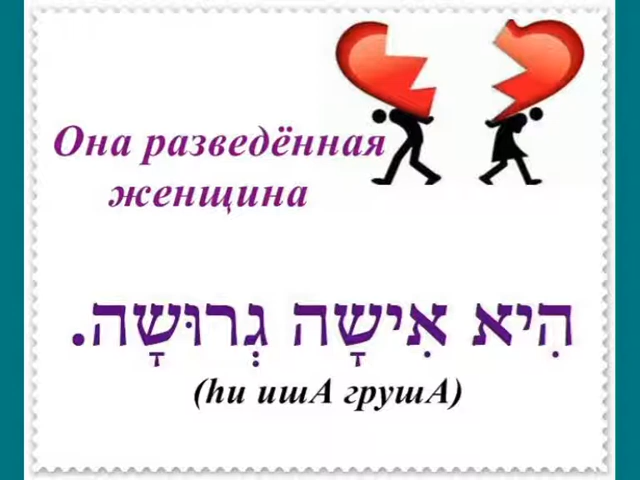 Она разведённая
женщина
הִיא אִישָׁה גְרוּשָׁה.
(hи ишА грушА)